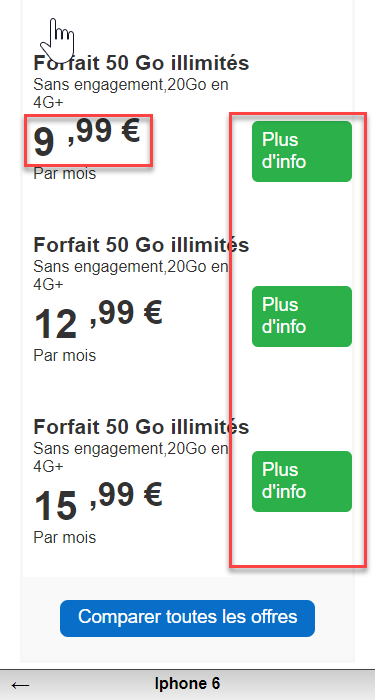 Forfait 50 Go illimités
Sans engagement,20Go en
4G+
9 ,99 €
Par mois
Plus
d'info
Forfait 50 Go illimités
Sans engagement,20Go en
4G+
12 ,99 €
Par mois
Plus
d'info
Forfait 50 Go illimités
Sans engagement,20Go en
4G+
15 ,99 €
Par mois
Plus
d'info
Comparer toutes les offres
← Iphone 6